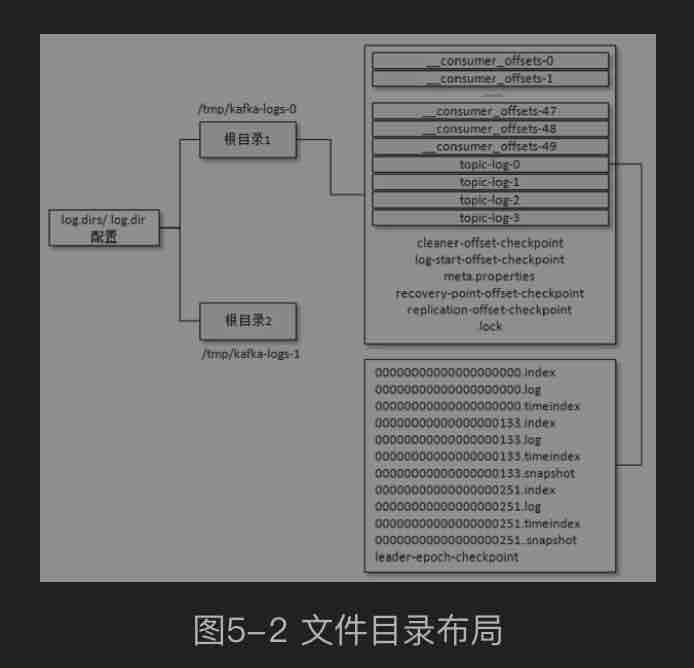 /tmp/kafka-logs-0
根目录1
log.dirs/ log.dir
配置
根目录2
/tmp/kafka-logs-1
__consumer_offsets-0
__consumer_offsets-1
......
__consumer_offsets-47
__consumer_offsets-48
__consumer_offsets-49
topic-log-0
topic-log-1
topic-log-2
topic-log-3
cleaner-offset-checkpoint
log-start-offset-checkpoint
meta.properties
recovery-point-offset-checkpoint
replication-offset-checkpoint
.lock
00000000000000000000.index
00000000000000000000.log
00000000000000000000.timeindex
00000000000000000133.index
00000000000000000133.log
00000000000000000133.timeindex
00000000000000000133.snapshot
00000000000000000251.index
00000000000000000251.log
00000000000000000251.timeindex
00000000000000000251.snapshot
leader-epoch-checkpoint
图5-2 文件目录布局